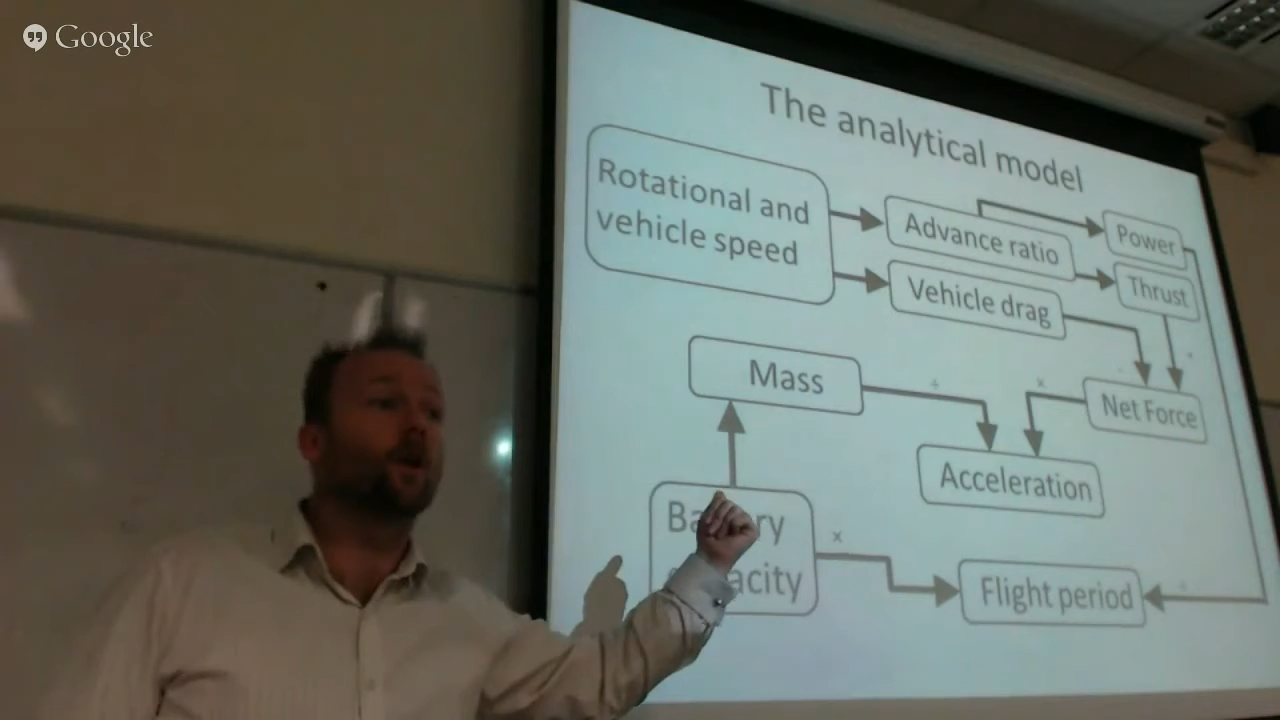 Google
The analytical model
Rotational and
vehicle speed
Advance ratio
Power
Vehicle drag
Thrust
Mass
÷
x
-
+
Net Force
Acceleration
x
Flight period
÷